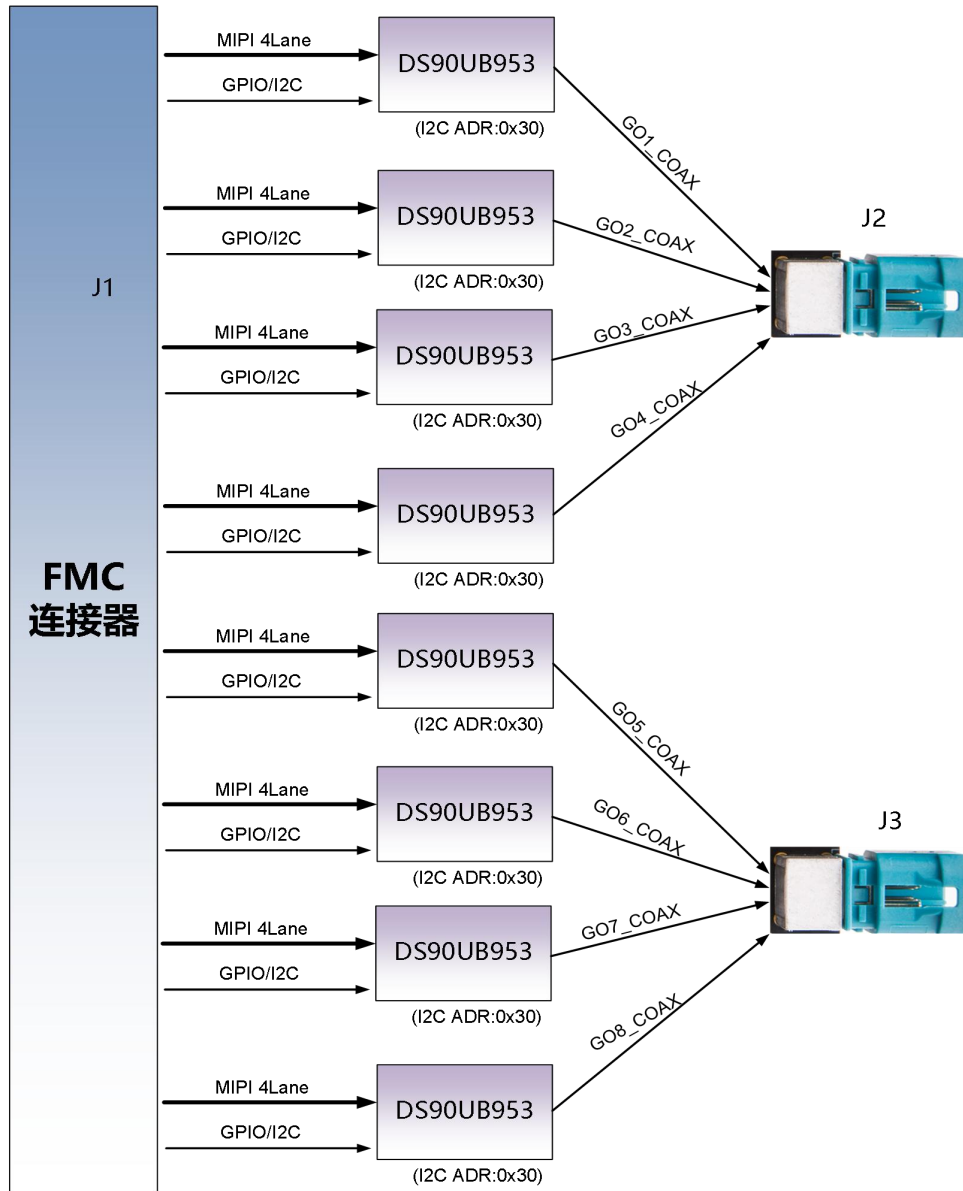 MIPI 4Lane
GPIO/I2C
DS90UB953
(I2C ADR:0x30)
GO1_COAX
MIPI 4Lane
GPIO/I2C
DS90UB953
(I2C ADR:0x30)
GO2_COAX
J2
J1
MIPI 4Lane
GPIO/I2C
DS90UB953
(I2C ADR:0x30)
GO3_COAX
MIPI 4Lane
GPIO/I2C
DS90UB953
(I2C ADR:0x30)
GO4_COAX
FMC
连接器
MIPI 4Lane
GPIO/I2C
DS90UB953
(I2C ADR:0x30)
GO5_COAX
MIPI 4Lane
GPIO/I2C
DS90UB953
(I2C ADR:0x30)
GO6_COAX
J3
MIPI 4Lane
GPIO/I2C
DS90UB953
(I2C ADR:0x30)
GO7_COAX
MIPI 4Lane
GPIO/I2C
DS90UB953
(I2C ADR:0x30)
GO8_COAX